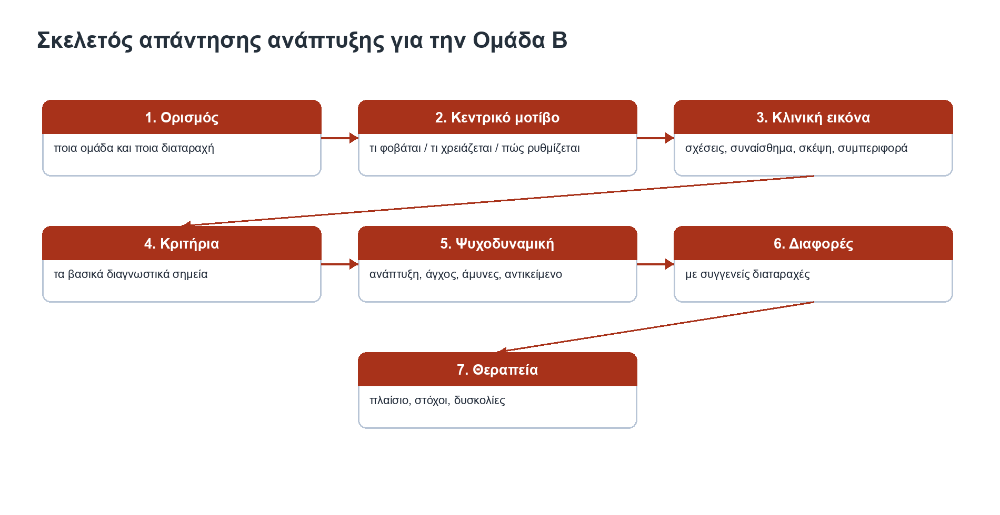 Σκελετός απάντησης ανάπτυξης για την Ομάδα Β
1. Ορισμός
ποια ομάδα και ποια διαταραχή
2. Κεντρικό μοτίβο
τι φοβάται / τι χρειάζεται / πώς ρυθμίζεται
3. Κλινική εικόνα
σχέσεις, συναίσθημα, σκέψη, συμπεριφορά
4. Κριτήρια
τα βασικά διαγνωστικά σημεία
5. Ψυχοδυναμική
ανάπτυξη, άγχος, άμυνες, αντικείμενο
6. Διαφορές
με συγγενείς διαταραχές
7. Θεραπεία
πλαίσιο, στόχοι, δυσκολίες